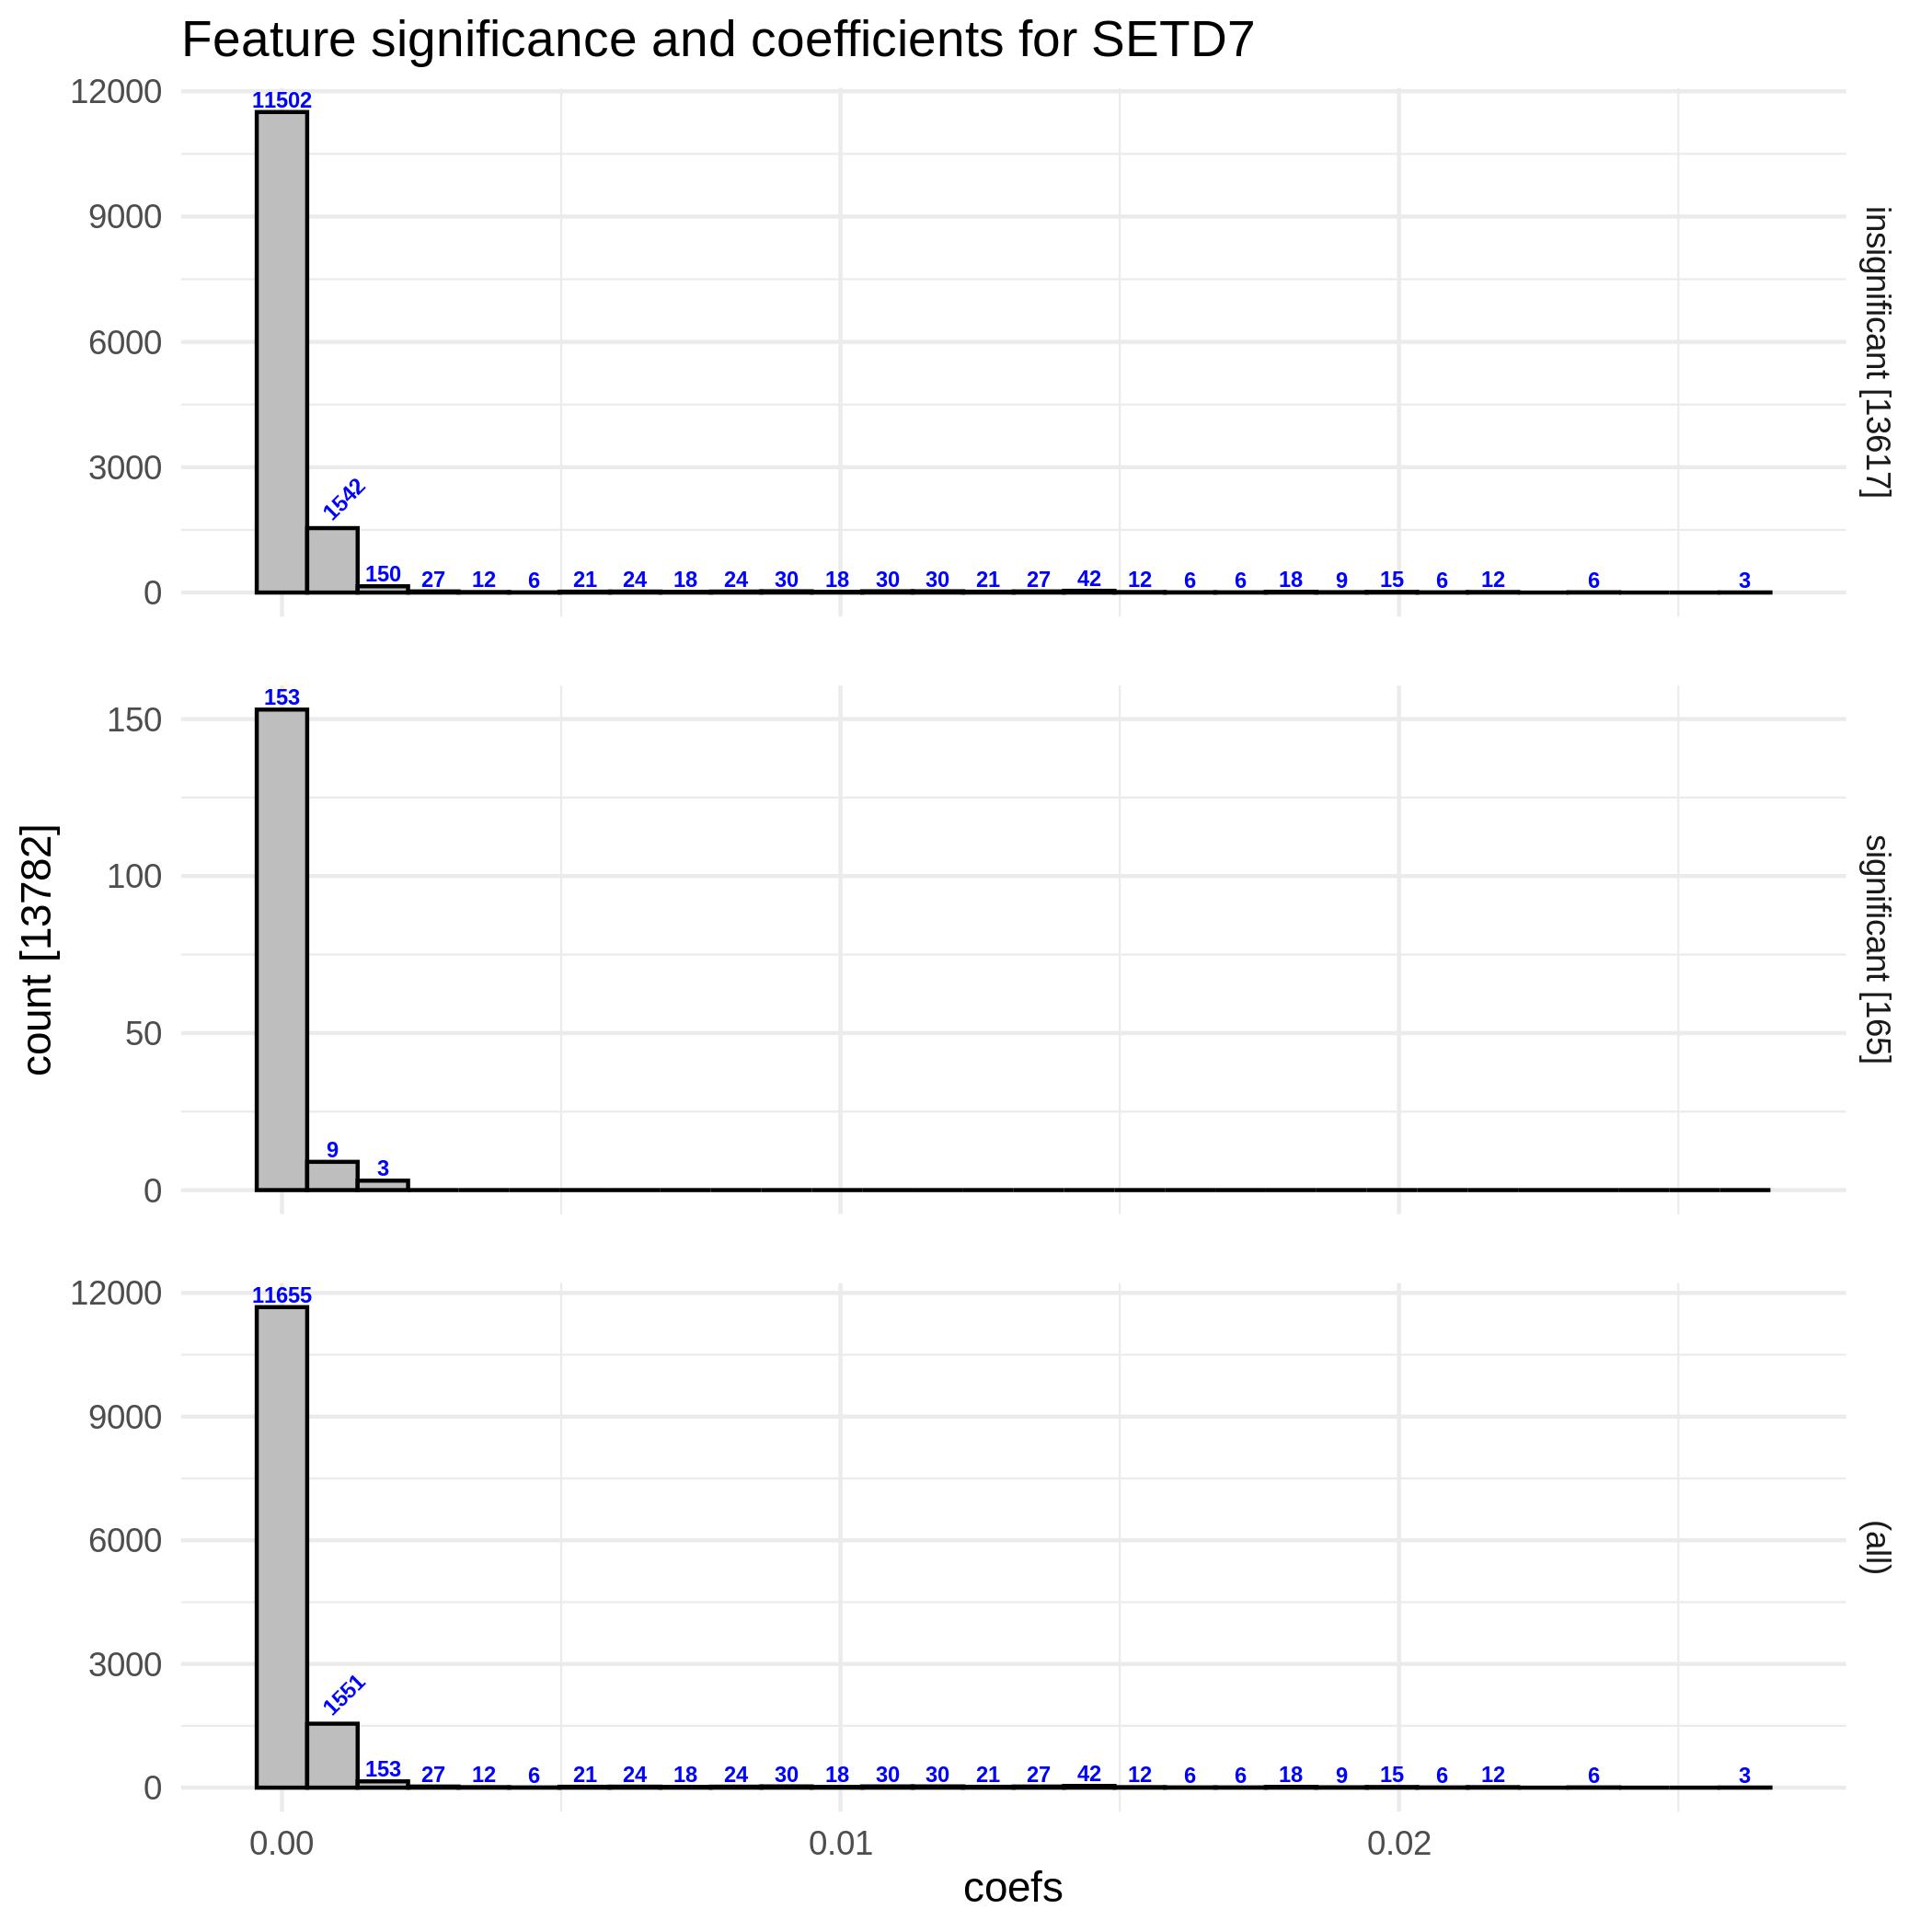 Feature significance and coefficients for SETD7
12000
9000
6000
3000
0
11502
1542
150 27 12 6 21 24 18 24 30 18 30 30 21 27 42 12 6 6 18 9 15 6 12 6 3
insignificant [13617]
150
100
50
0
153
9
3
significant [165]
count [13782]
12000
9000
6000
3000
0
11655
1551
153 27 12 6 21 24 18 24 30 18 30 30 21 27 42 12 6 6 18 9 15 6 12 6 3
(all)
0.00 0.01 0.02
coefs